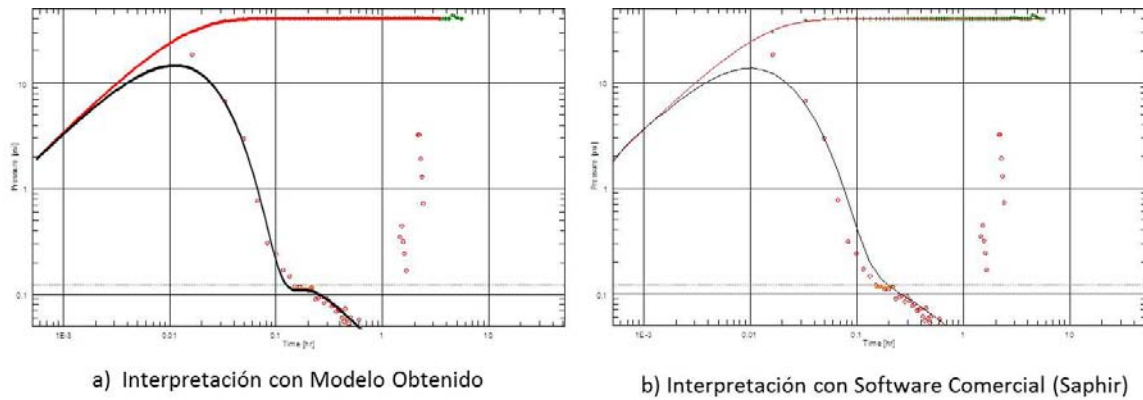 10
1
0.1
Pressure [psi]
1E-3
0.01
0.1
1
10
Time [hr]
a) Interpretación con Modelo Obtenido
10
1
0.1
Pressure [psi]
1E-3
0.01
0.1
1
10
Time [hr]
b) Interpretación con Software Comercial (Saphir)